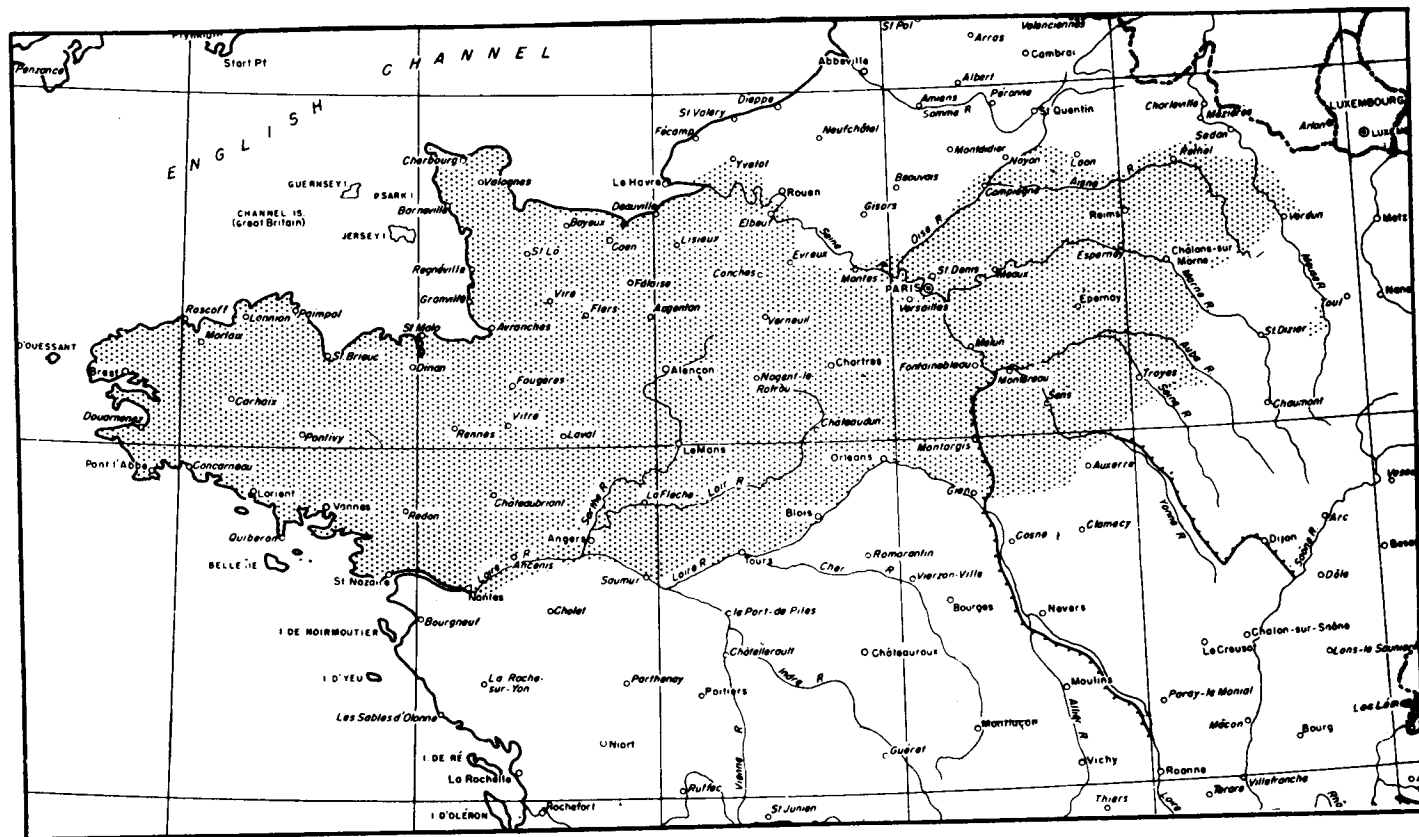 Penzance
Start Pt
ENGLISH
CHANNEL
St Pol
Arras
Valenciennes
Cambrai
Abbeville
Albert
Amiens
Péronne
Somme R
St Quentin
Charleville
Mézières
Sedan
Arlon
LUXEMBOURG
Dieppe
St Valery
Fécamp
Neufchâtel
Montdidier
Noyon
Laon
Rethel
Cherbourg
Valognes
Yvetot
Le Havre
Rouen
Beauvais
Compiègne
Aisne R
GUERNSEY I
SARK I
CHANNEL IS.
(Great Britain)
JERSEY I
Barneville
Deauville
Bayeux
Caen
Lisieux
Elbeuf
Gisors
Oise R
Reims
Verdun
Metz
St Lô
Seine R
Evreux
Conches
Mantes
St Denis
PARIS
Meaux
Espernay
Châlons-sur
Marne
Regnéville
Granville
Falaise
Vire
Flers
Argentan
Verneuil
Versailles
Épernay
Marne R
Meuse R
Toul
Nanc
Roscoff
Lannion
Paimpol
Morlaix
St Malo
Avranches
St Dizier
D'OUESSANT
Brest
St. Brieuc
Dinan
Alençon
Nogent-le
Rotrou
Chartres
Melun
Fontainebleau
Montereau
Troyes
Aube R
Seine R
Carhaix
Fougères
Sens
Chaumont
Douarnenez
Pontivy
Rennes
Vitré
Laval
Châteaudun
Le Mans
Orleans
Montargis
Auxerre
Pont l'Abbe
Concarneau
Lorient
Vannes
Châteaubriant
Sarthe R
La Flèche
Loir R
Gien
Blois
Redon
Quiberon
Angers
BELLE ÎLE
St Nazaire
Nantes
Loire R
Ancenis
Saumur
Loire R
Tours
Romorantin
Cosne
Clamecy
Yonne R
Dijon
Arc
Saône R
Dôle
Cher R
Vierzon-Ville
Bourges
Nevers
I DE NOIRMOUTIER
Bourgneuf
Cholet
le Port-de Piles
Châtellerault
Châteauroux
Indre R
Le Creusot
Chalon-sur-Saône
Lons-le Saunier
I D'YEU
La Roche-
sur-Yon
Parthenay
Poitiers
Moulins
Paray-le Monial
Les Sables d'Olonne
Niort
Vienne R
Montluçon
Guéret
Allier R
Mâcon
Bourg
I. DE RÉ
La Rochelle
Vichy
Roanne
Villefranche
Tarare
I D'OLÉRON
Rochefort
Ruffec
St Junien
Thiers
Loire